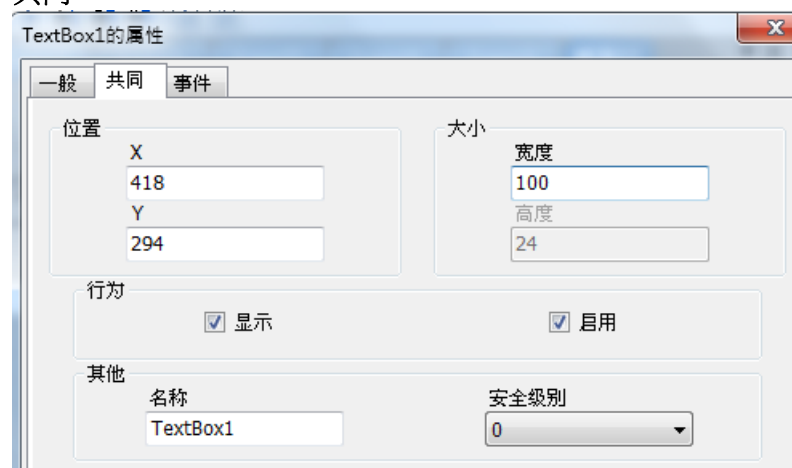 TextBox1的属性
一般 共同 事件
位置
X
418
Y
294
大小
宽度
100
高度
24
行为
显示 启用
其他
名称
TextBox1
安全级别
0